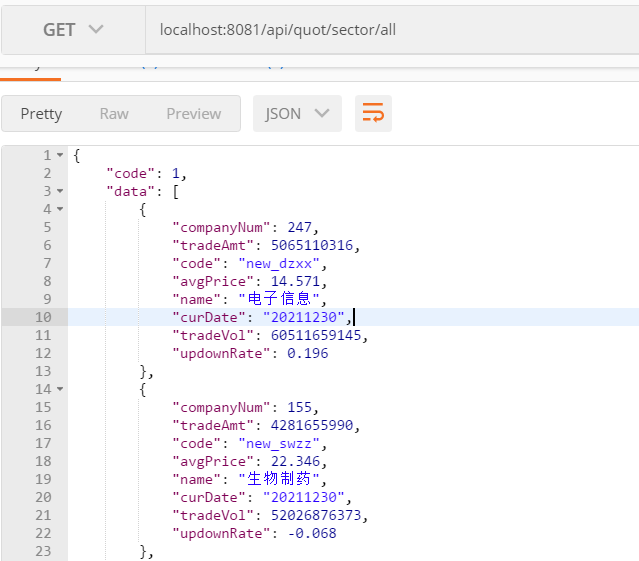 GET localhost:8081/api/quot/sector/all
Pretty Raw Preview JSON
1 {
2 "code": 1,
3 "data": [
4 {
5 "companyNum": 247,
6 "tradeAmt": 5065110316,
7 "code": "new_dzxx",
8 "avgPrice": 14.571,
9 "name": "电子信息",
10 "curDate": "20211230",
11 "tradeVol": 60511659145,
12 "updownRate": 0.196
13 },
14 {
15 "companyNum": 155,
16 "tradeAmt": 4281655990,
17 "code": "new_swzz",
18 "avgPrice": 22.346,
19 "name": "生物制药",
20 "curDate": "20211230",
21 "tradeVol": 52026876373,
22 "updownRate": -0.068
23 },